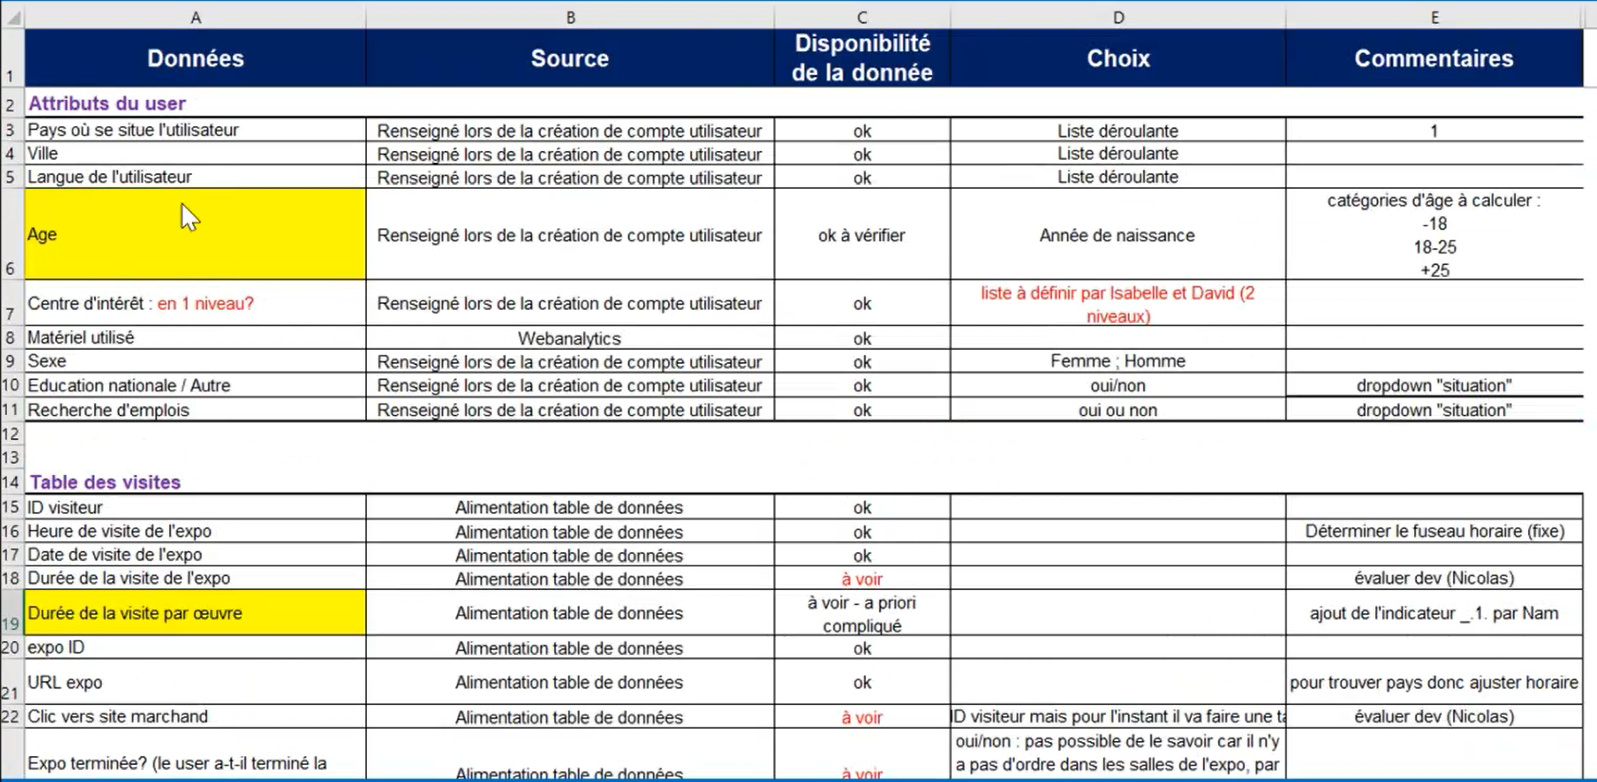 A B C D E
1 Données Source Disponibilité de la donnée Choix Commentaires
2 Attributs du user
3 Pays où se situe l'utilisateur Renseigné lors de la création de compte utilisateur ok Liste déroulante 1
4 Ville Renseigné lors de la création de compte utilisateur ok Liste déroulante
5 Langue de l'utilisateur Renseigné lors de la création de compte utilisateur ok Liste déroulante
6 Age Renseigné lors de la création de compte utilisateur ok à vérifier Année de naissance catégories d'âge à calculer :
-18
18-25
+25
7 Centre d'intérêt : en 1 niveau? Renseigné lors de la création de compte utilisateur ok liste à définir par Isabelle et David (2 niveaux)
8 Matériel utilisé Webanalytics ok
9 Sexe Renseigné lors de la création de compte utilisateur ok Femme ; Homme
10 Education nationale / Autre Renseigné lors de la création de compte utilisateur ok oui/non dropdown "situation"
11 Recherche d'emplois Renseigné lors de la création de compte utilisateur ok oui ou non dropdown "situation"
12
13
14 Table des visites
15 ID visiteur Alimentation table de données ok
16 Heure de visite de l'expo Alimentation table de données ok Déterminer le fuseau horaire (fixe)
17 Date de visite de l'expo Alimentation table de données ok
18 Durée de la visite de l'expo Alimentation table de données à voir évaluer dev (Nicolas)
19 Durée de la visite par œuvre Alimentation table de données à voir - a priori compliqué ajout de l'indicateur _.1. par Nam
20 expo ID Alimentation table de données ok
21 URL expo Alimentation table de données ok pour trouver pays donc ajuster horaire
22 Clic vers site marchand Alimentation table de données à voir ID visiteur mais pour l'instant il va faire une évaluer dev (Nicolas)
Expo terminée? (le user a-t-il terminé la Alimentation table de données à voir oui/non : pas possible de le savoir car il n'y
a pas d'ordre dans les salles de l'expo, par